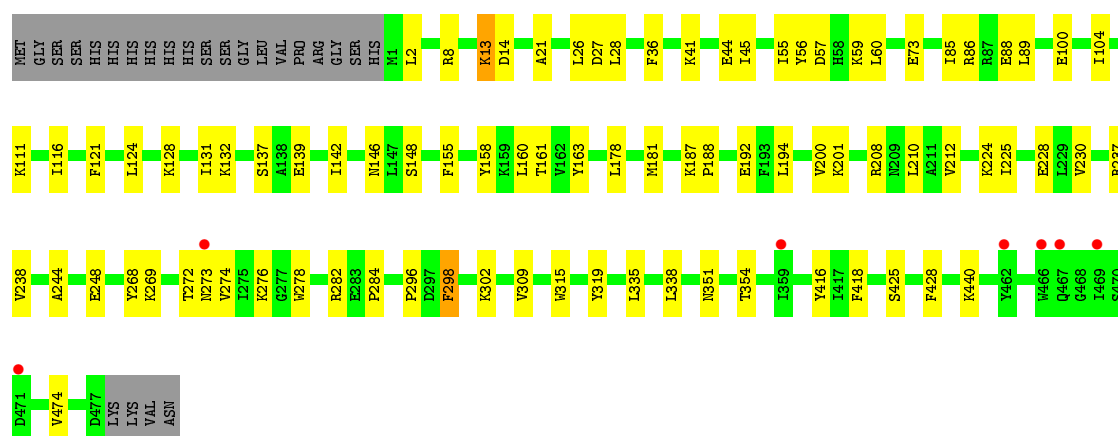 MET GLY SER SER HIS HIS HIS HIS HIS HIS HIS HIS SER SER GLY LEU VAL PRO ARG GLY SER HIS M1 L2 R8 K13 D14 A21 L26 D27 L28 F36 K41 E44 I45 I55 Y56 D57 H58 K59 L60 E73 I85 R86 R87 E88 L89 E100 I104
K111 I116 F121 L124 K128 I131 K132 S137 A138 E139 I142 N146 L147 S148 F155 Y158 K159 L160 T161 V162 Y163 L178 M181 K187 P188 E192 F193 L194 V200 K201 R208 N209 L210 A211 V212 K224 I225 E228 L229 V230 R237
V238 A244 E248 Y268 K269 T272 N273 V274 I275 K276 G277 W278 R282 E283 P284 P296 D297 F298 K302 V309 W315 Y319 L335 L338 N351 T354 I359 Y416 I417 F418 S425 F428 K440 Y462 W466 Q467 G468 I469 S470
D471 V474 D477 LYS LYS VAL ASN